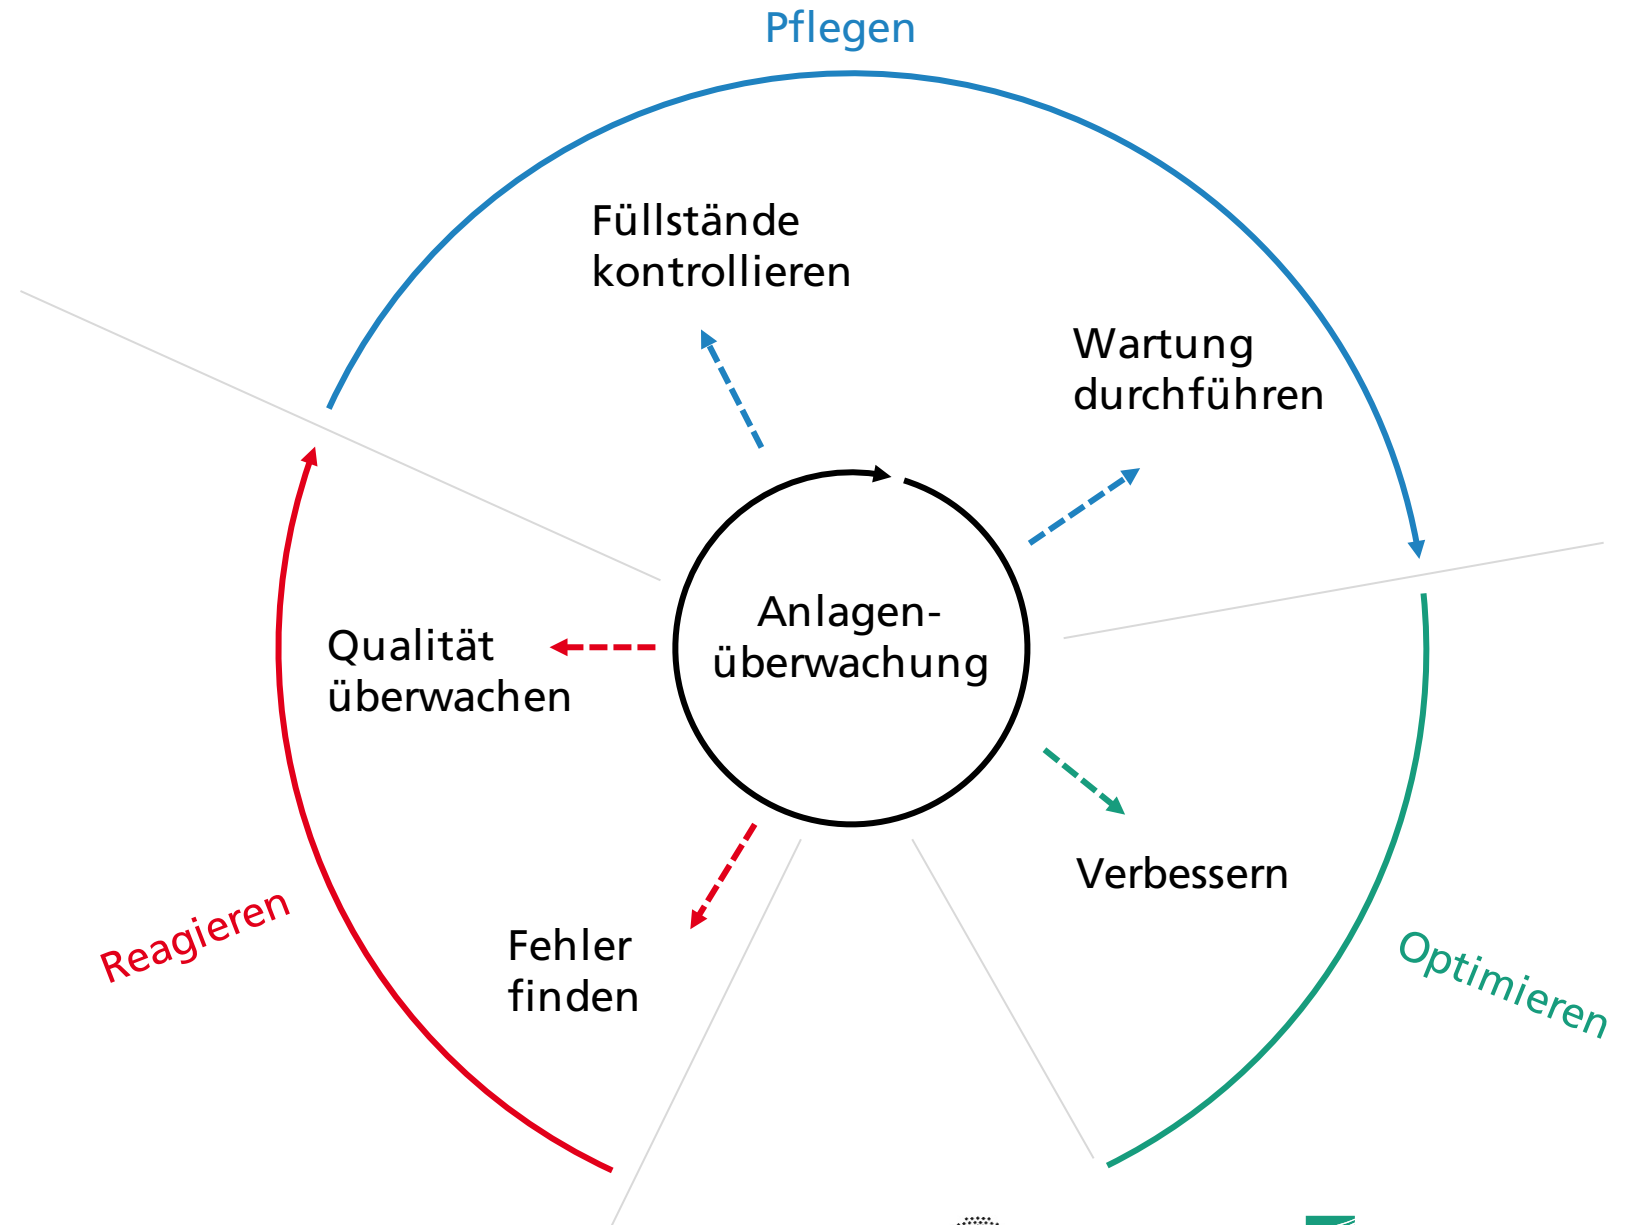 Pflegen
Füllstände
kontrollieren
Wartung
durchführen
Anlagen-
überwachung
Qualität
überwachen
Verbessern
Fehler
finden
Reagieren
Optimieren